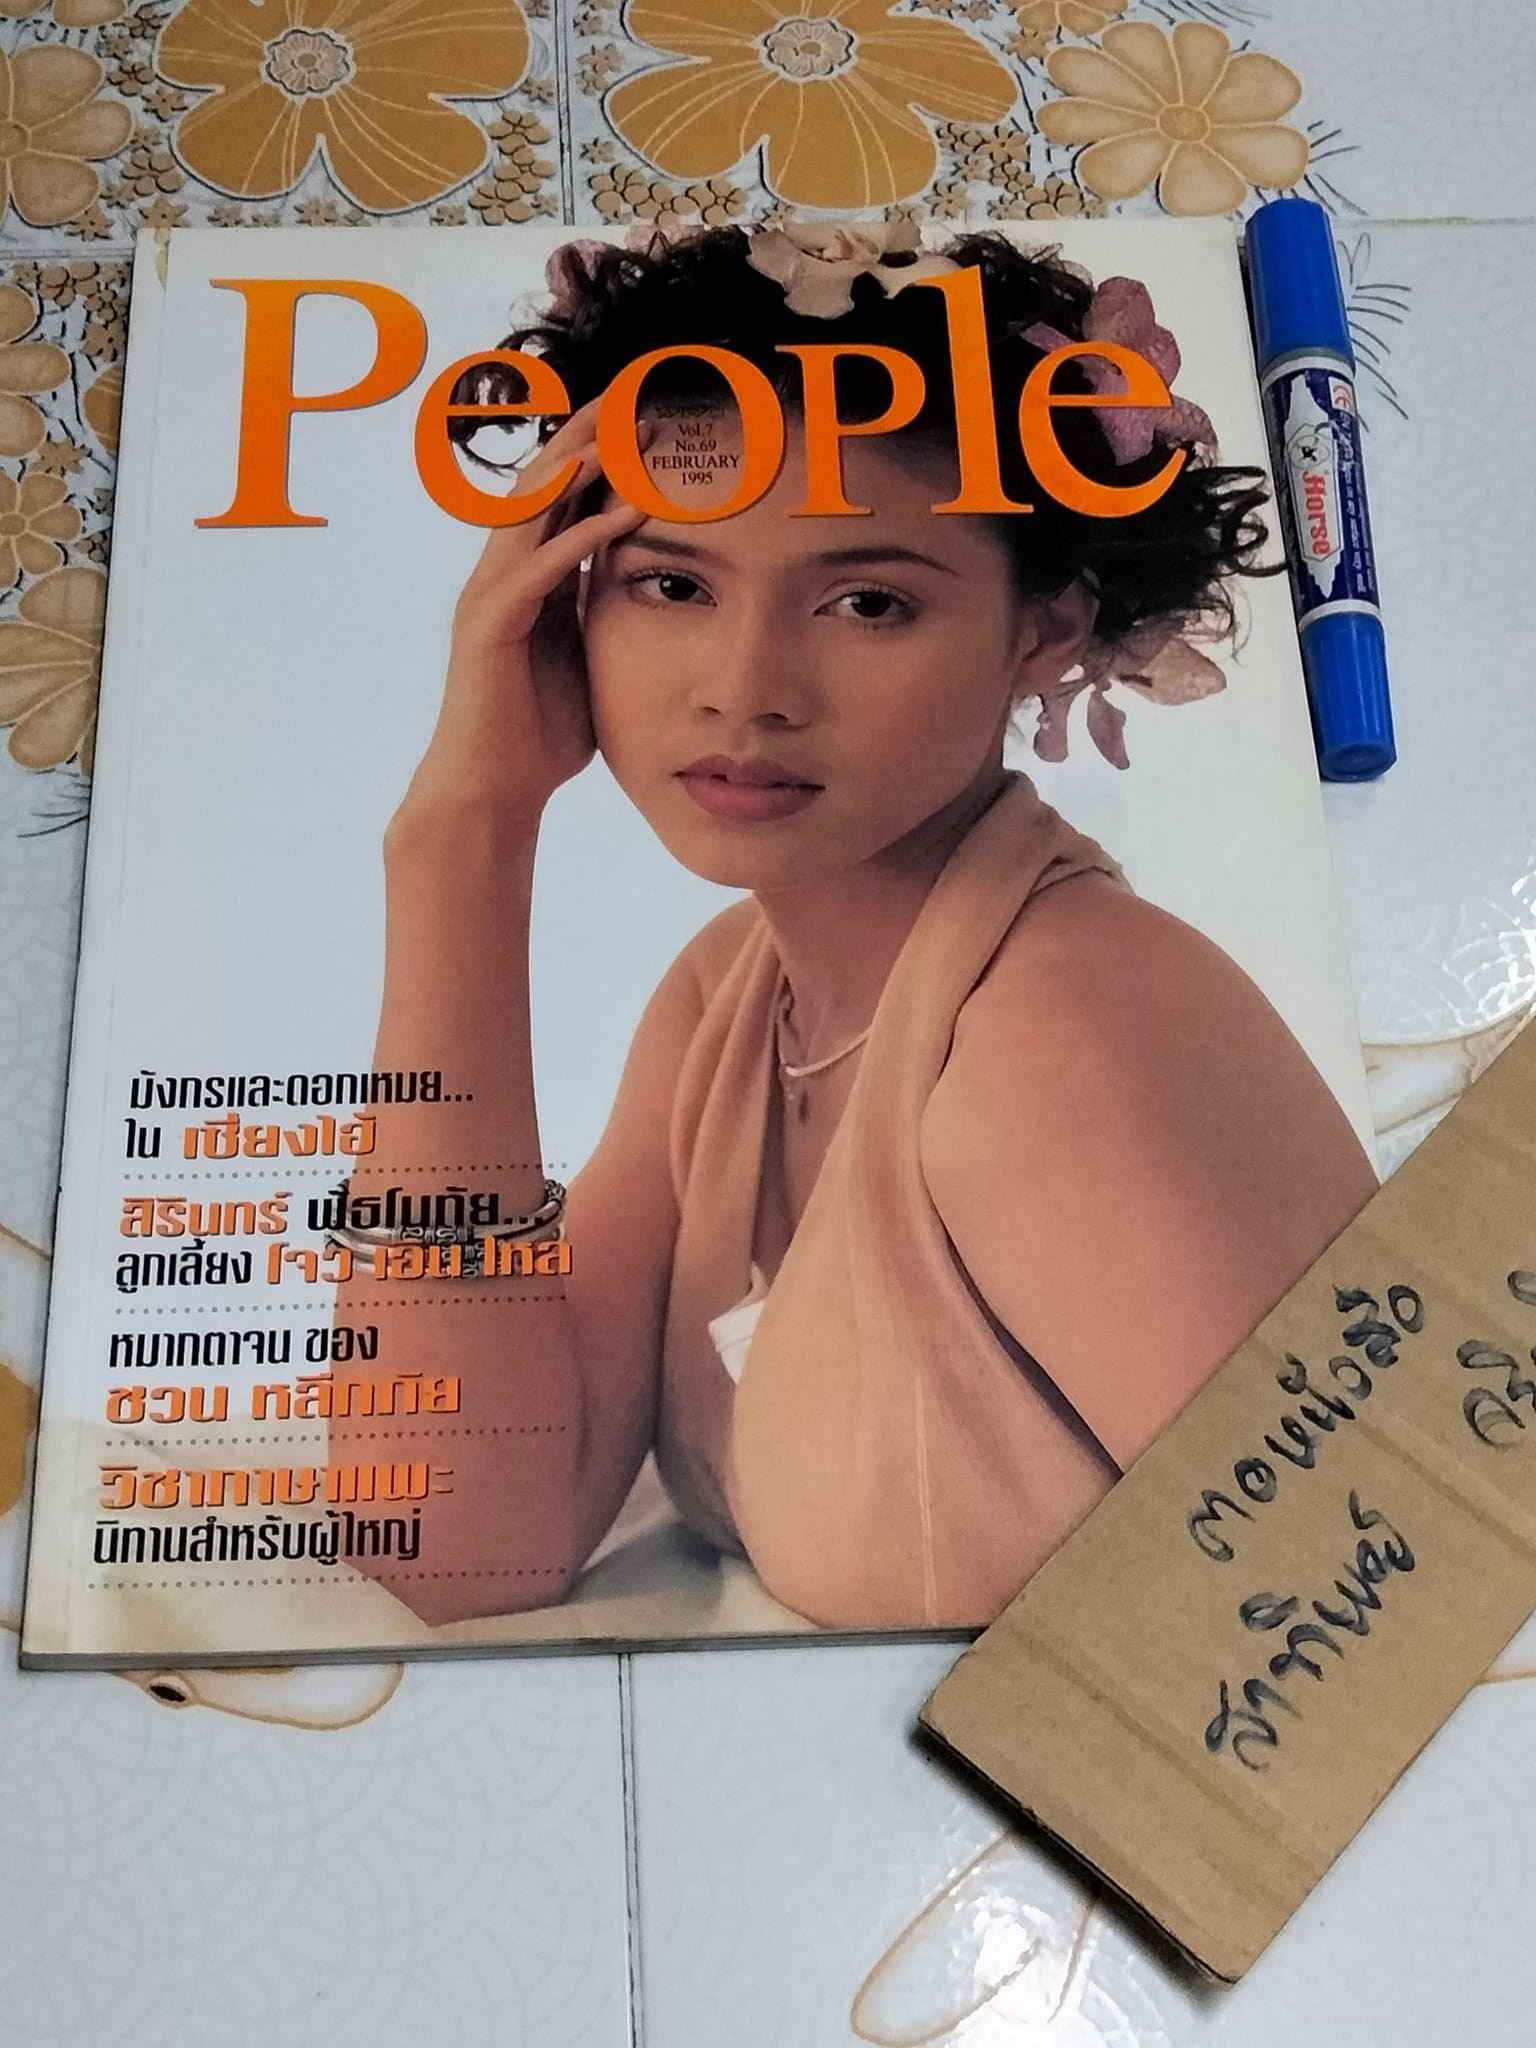 People
Vol.7
No.69
FEBRUARY
1995
มังกรและดอกเหมย...
ใน เซี่ยงไฮ้
สิรินทร์ พัธโนทัย...
ลูกเลี้ยง โจว เอิน ไหล
หมากตาจน ของ
ชวน หลีกภัย
วิชาภาษาแพะ
นิทานสำหรับผู้ใหญ่
Horse
ตอหนังสือ